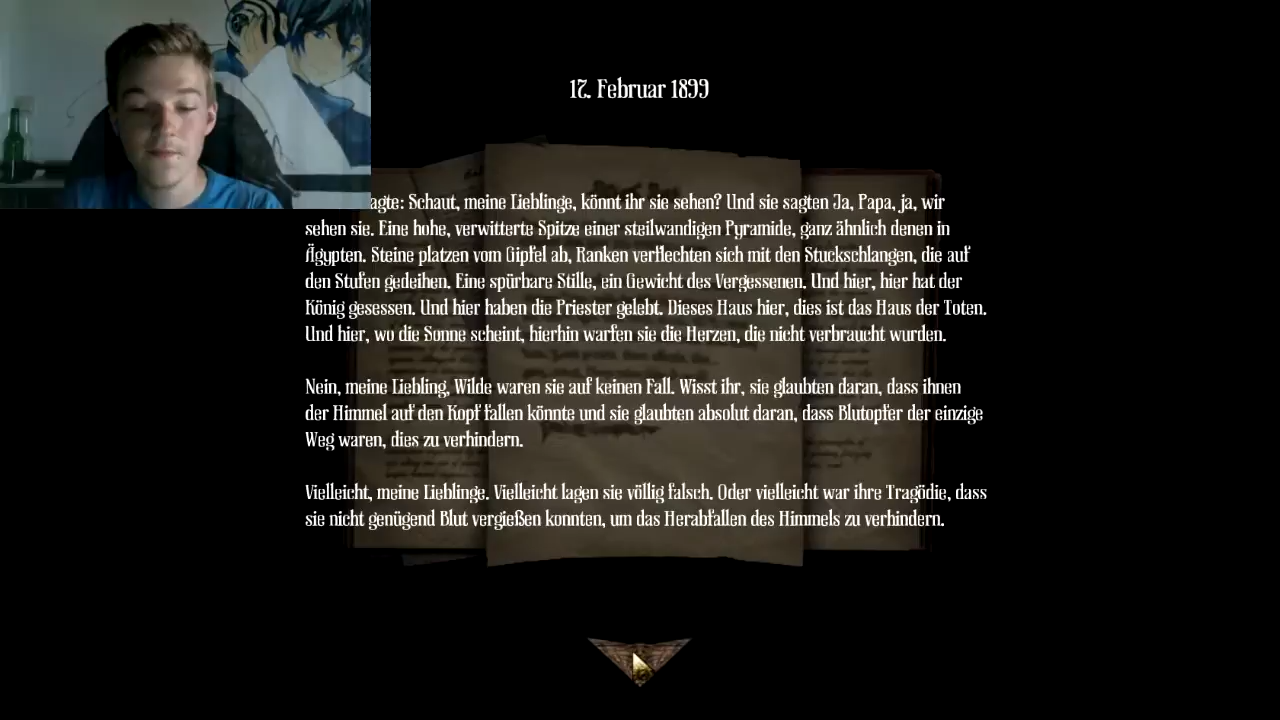 17. Februar 1899
agte: Schaut, meine Lieblinge, könnt ihr sie sehen? Und sie sagten Ja, Papa, ja, wir
sehen sie. Eine hohe, verwitterte Spitze einer steilwandigen Pyramide, ganz ähnlich denen in
Ägypten. Steine platzen vom Gipfel ab, Ranken verflechten sich mit den Stuckschlangen, die auf
den Stufen gedeihen. Eine spürbare Stille, ein Gewicht des Vergessenen. Und hier, hier hat der
König gesessen. Und hier haben die Priester gelebt. Dieses Haus hier, dies ist das Haus der Toten.
Und hier, wo die Sonne scheint, hierhin warfen sie die Herzen, die nicht verbraucht wurden.
Nein, meine Liebling, Wilde waren sie auf keinen Fall. Wisst ihr, sie glaubten daran, dass ihnen
der Himmel auf den Kopf fallen könnte und sie glaubten absolut daran, dass Blutopfer der einzige
Weg waren, dies zu verhindern.
Vielleicht, meine Lieblinge. Vielleicht lagen sie völlig falsch. Oder vielleicht war ihre Tragödie, dass
sie nicht genügend Blut vergießen konnten, um das Herabfallen des Himmels zu verhindern.